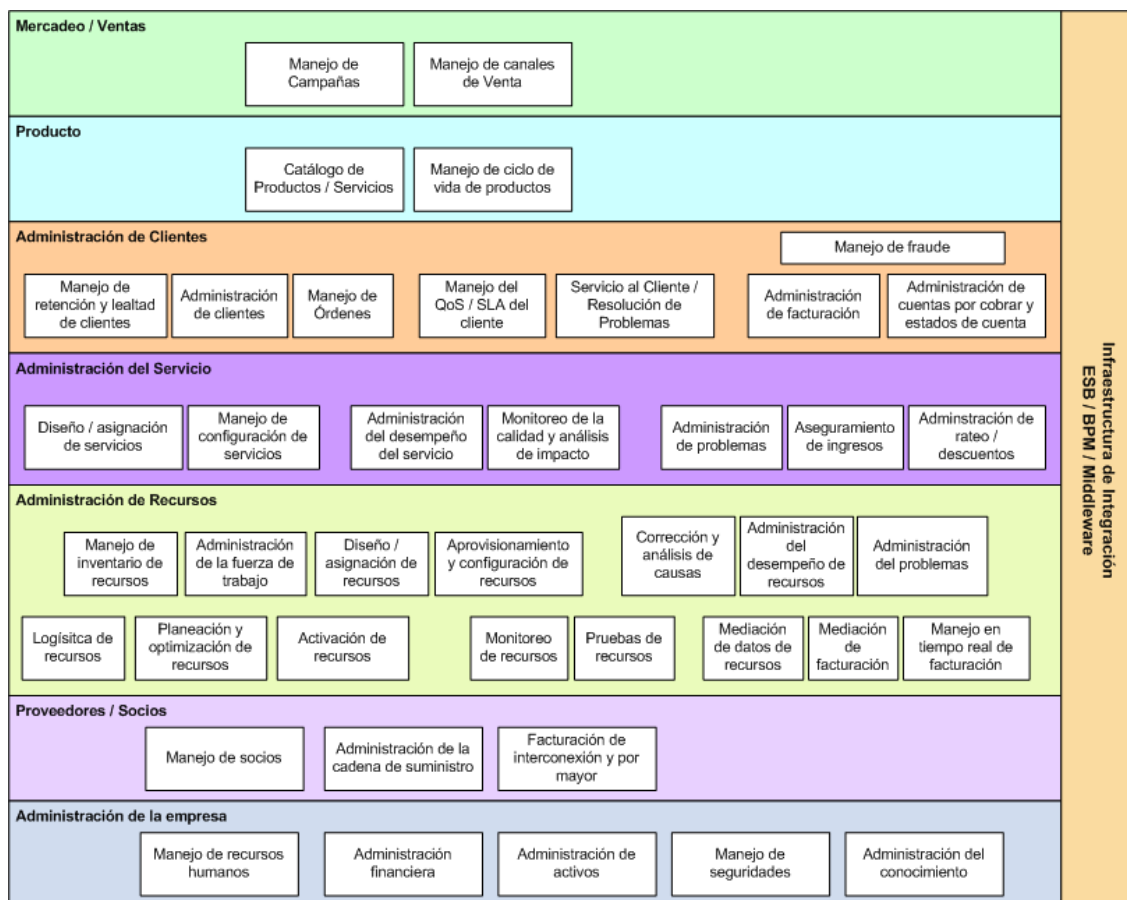 Mercadeo / Ventas
Manejo de
Campañas
Manejo de canales
de Venta
Producto
Catálogo de
Productos / Servicios
Manejo de ciclo de
vida de productos
Administración de Clientes
Manejo de fraude
Manejo de
retención y lealtad
de clientes
Administración
de clientes
Manejo de
Órdenes
Manejo del
QoS / SLA del
cliente
Servicio al Cliente /
Resolución de
Problemas
Administración
de facturación
Administración de
cuentas por cobrar y
estados de cuenta
Administración del Servicio
Diseño / asignación
de servicios
Manejo de
configuración de
servicios
Administración
del desempeño
del servicio
Monitoreo de la
calidad y análisis
de impacto
Administración
de problemas
Aseguramiento
de ingresos
Adminstración de
rateo /
descuentos
Administración de Recursos
Manejo de
inventario de
recursos
Administración
de la fuerza de
trabajo
Diseño /
asignación de
recursos
Aprovisionamiento
y configuración de
recursos
Corrección y
análisis de
causas
Administración
del
desempeño de
recursos
Administración
del problemas
Logísitca de
recursos
Planeación y
optimización de
recursos
Activación de
recursos
Monitoreo
de recursos
Pruebas de
recursos
Mediación
de datos de
recursos
Mediación
de
facturación
Manejo en
tiempo real de
facturación
Proveedores / Socios
Manejo de socios
Administración de la
cadena de suministro
Facturación de
interconexión y por
mayor
Administración de la empresa
Manejo de recursos
humanos
Administración
financiera
Administración de
activos
Manejo de
seguridades
Administración del
conocimiento
Infraestructura de Integración
ESB / BPM / Middleware